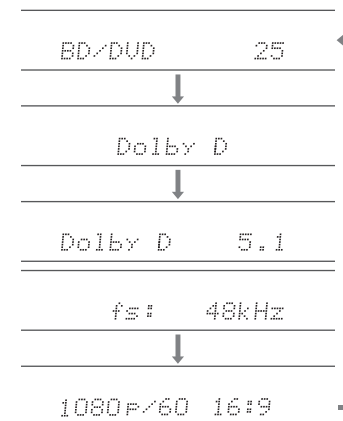 BD/DVD 25
Dolby D
Dolby D 5.1
fs: 48kHz
1080p/60 16:9